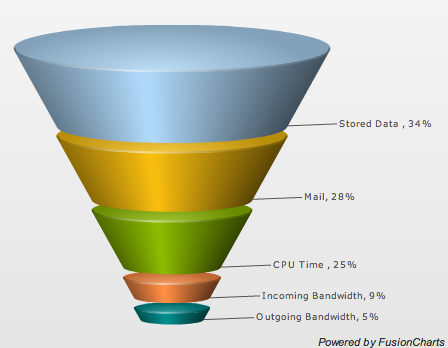 Stored Data , 34%
Mail, 28%
CPU Time , 25%
Incoming Bandwidth, 9%
Outgoing Bandwidth, 5%
Powered by FusionCharts